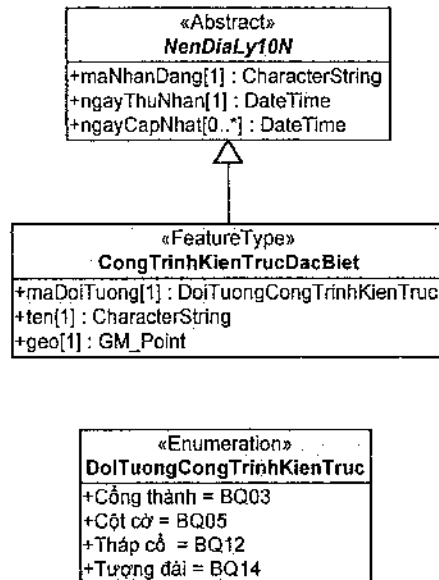 «Abstract»
NenDiaLy10N
+maNhanDang[1] : CharacterString
+ngayThuNhan[1] : DateTime
+ngayCapNhat[0..*] : DateTime
«FeatureType»
CongTrinhKienTrucDacBiet
+maDoiTuong[1] : DoiTuongCongTrinhKienTruc
+ten[1] : CharacterString
+geo[1] : GM_Point
«Enumeration»
DoiTuongCongTrinhKienTruc
+Cổng thành = BQ03
+Cột cờ = BQ05
+Tháp cổ = BQ12
+Tượng đài = BQ14